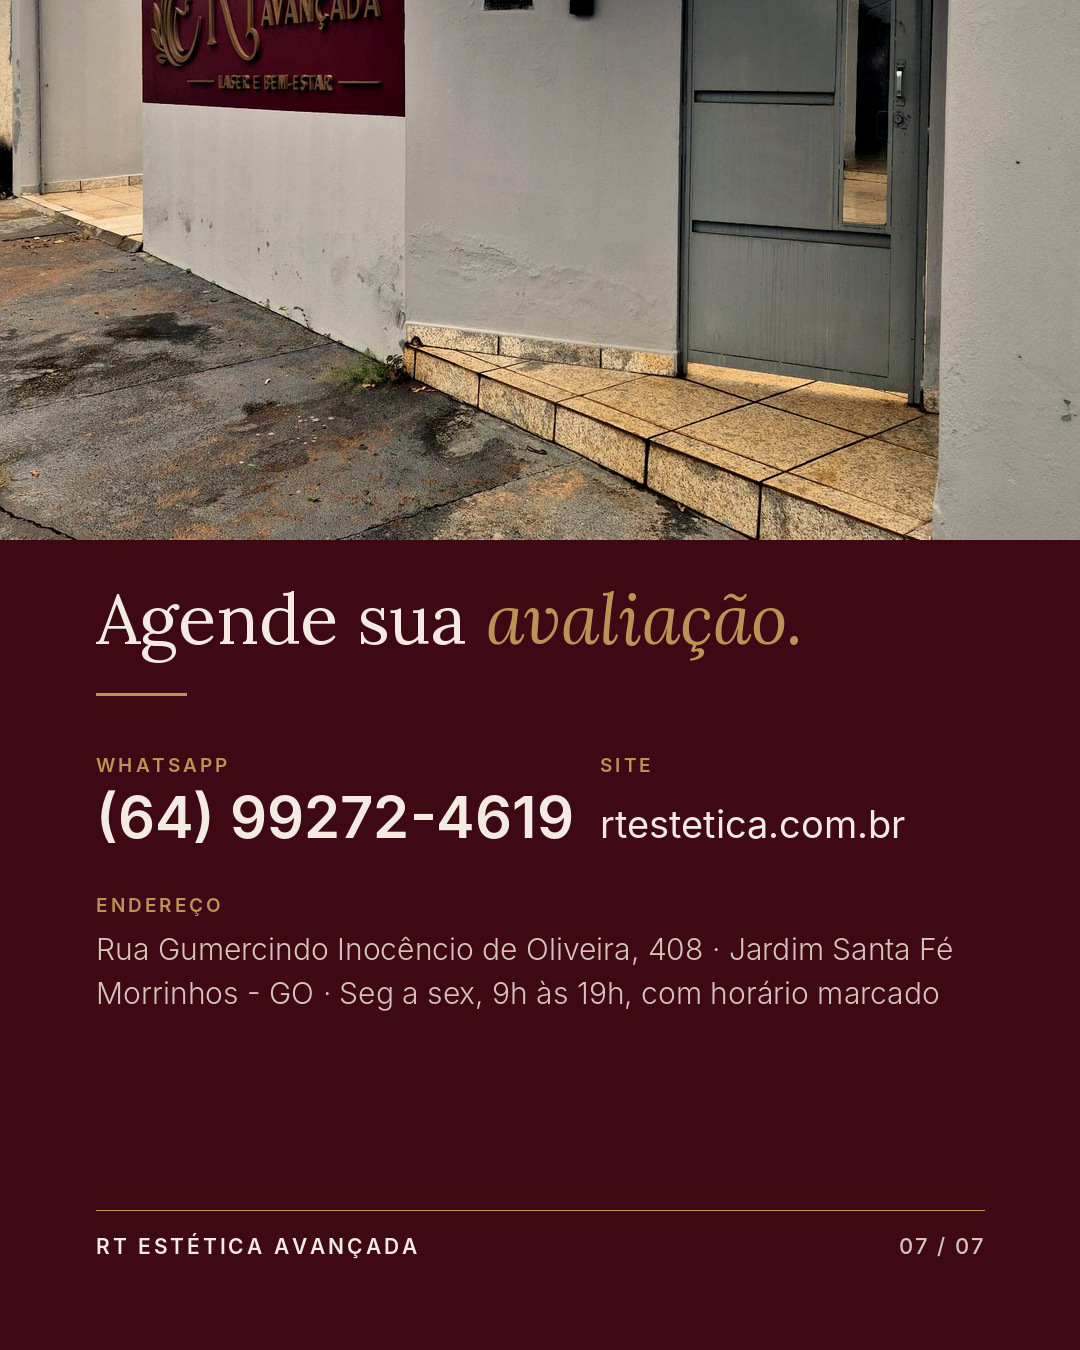 AVANÇADA
LASER E BEM-ESTAR
Agende sua avaliação.
WHATSAPP
(64) 99272-4619
SITE
rtestetica.com.br
ENDEREÇO
Rua Gumercindo Inocêncio de Oliveira, 408 · Jardim Santa Fé
Morrinhos - GO · Seg a sex, 9h às 19h, com horário marcado
RT ESTÉTICA AVANÇADA
07 / 07